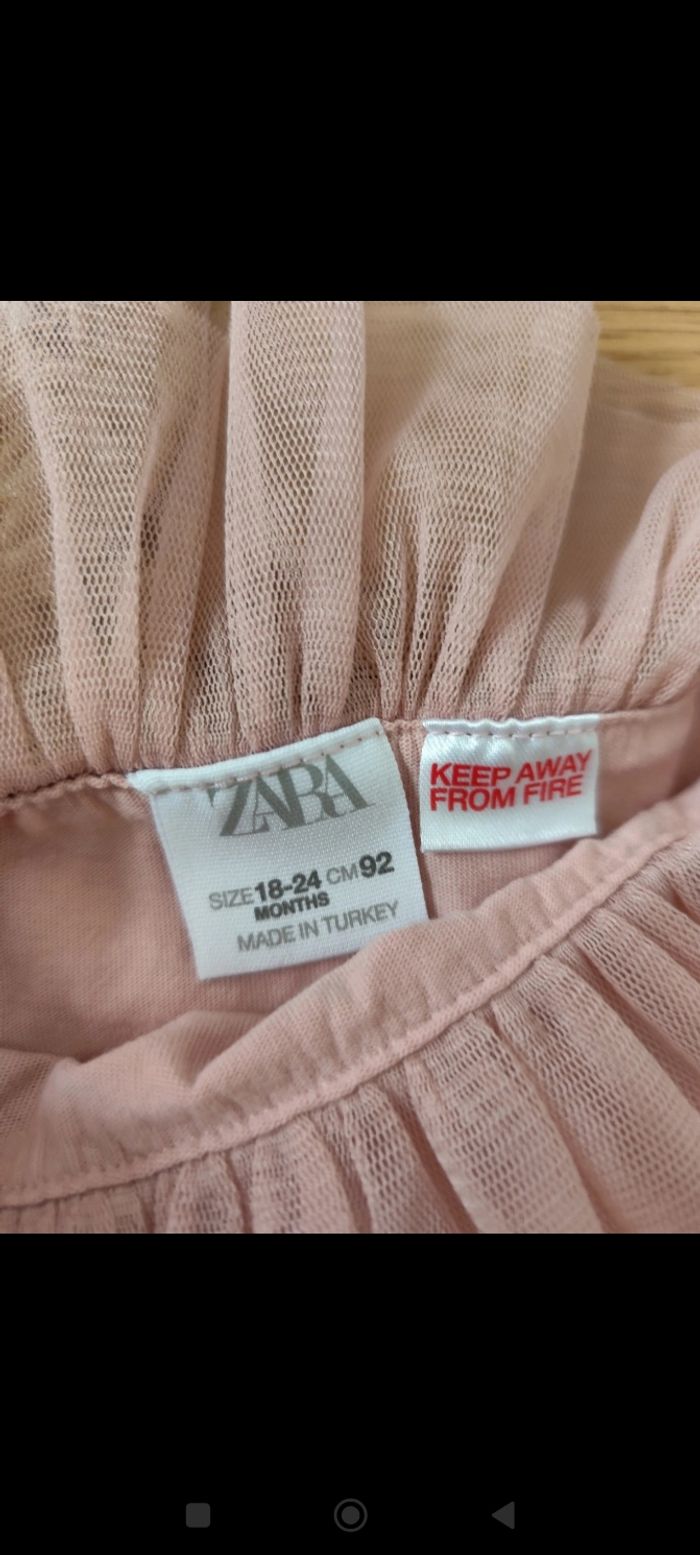 ZARA
SIZE 18-24 CM 92
MONTHS
MADE IN TURKEY
KEEP AWAY
FROM FIRE